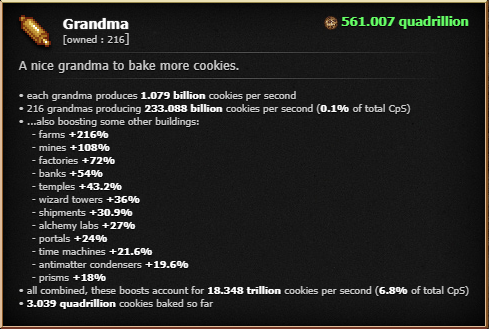 Grandma
561.007 quadrillion
[owned : 216]
A nice grandma to bake more cookies.
• each grandma produces 1.079 billion cookies per second
• 216 grandmas producing 233.088 billion cookies per second (0.1% of total CpS)
• ...also boosting some other buildings:
- farms +216%
- mines +108%
- factories +72%
- banks +54%
- temples +43.2%
- wizard towers +36%
- shipments +30.9%
- alchemy labs +27%
- portals +24%
- time machines +21.6%
- antimatter condensers +19.6%
- prisms +18%
• all combined, these boosts account for 18.348 trillion cookies per second (6.8% of total CpS)
• 3.039 quadrillion cookies baked so far